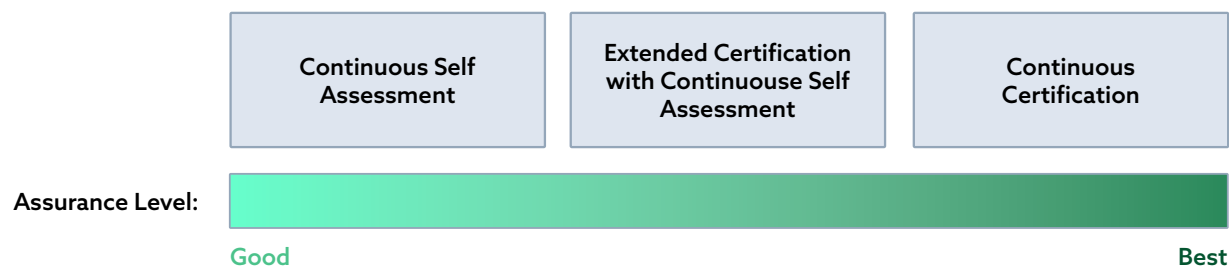 Continuous Self
Assessment
Extended Certification
with Continuouse Self
Assessment
Continuous
Certification
Assurance Level:
Good
Best